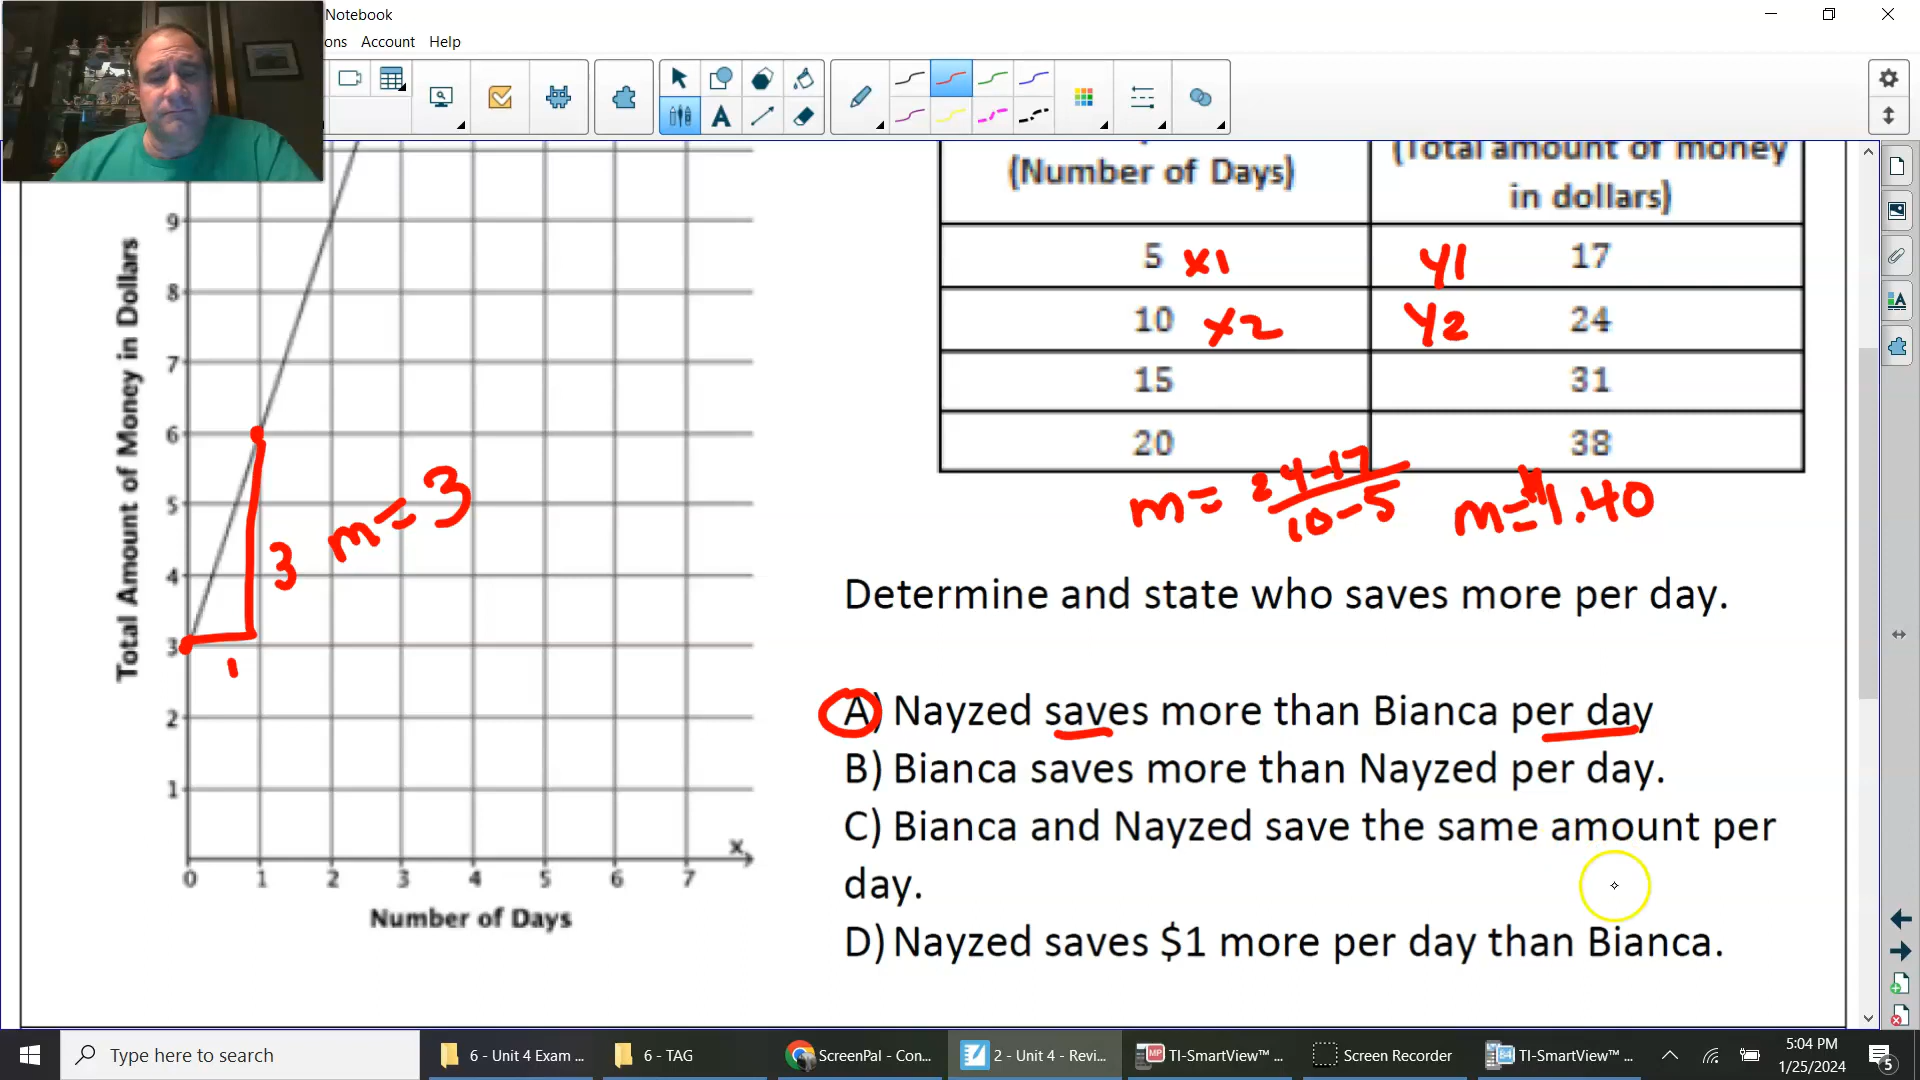 Notebook
ons Account Help
(Number of Days)
(Total amount of money
in dollars)
5 x1 y1 17
10 x2 y2 24
15 31
20 38
m= 24-17
10-5
m=$1.40
Total Amount of Money in Dollars
9
8
7
6
5
4
3
2
1
m=3
3
1
x
0 1 2 3 4 5 6 7
Number of Days
Determine and state who saves more per day.
A) Nayzed saves more than Bianca per day
B) Bianca saves more than Nayzed per day.
C) Bianca and Nayzed save the same amount per
day.
D) Nayzed saves $1 more per day than Bianca.
Type here to search
6 - Unit 4 Exam ...
6 - TAG
ScreenPal - Con...
2 - Unit 4 - Revi...
TI-SmartView™ ...
Screen Recorder
TI-SmartView™ ...
5:04 PM
1/25/2024
5